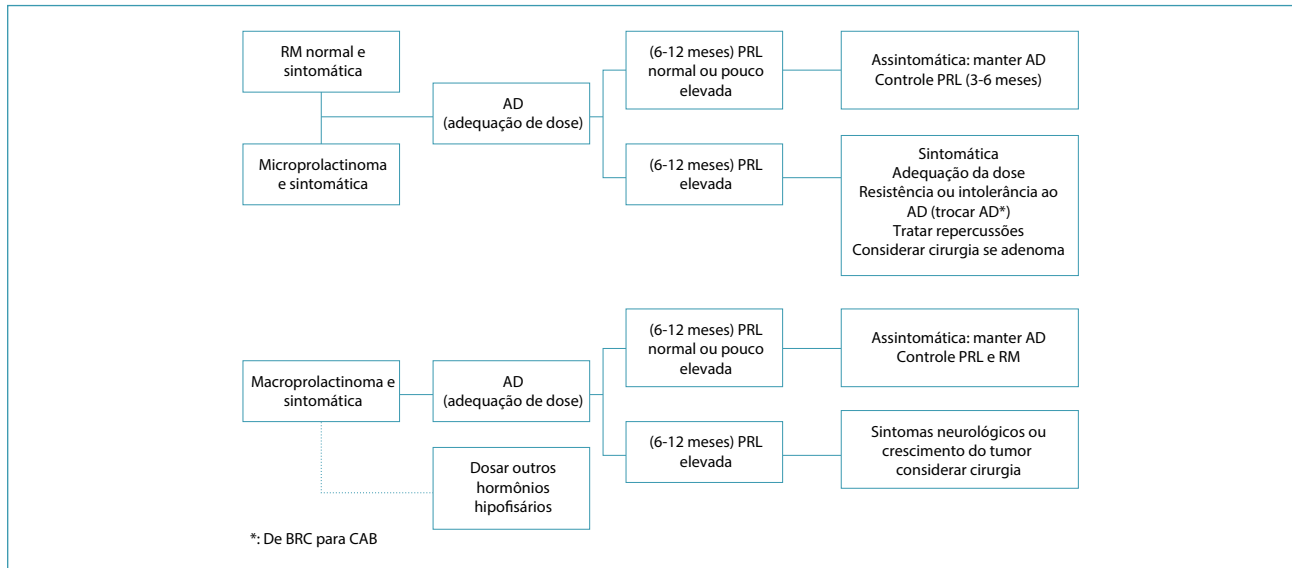 RM normal e
sintomática
Microprolactinoma
e sintomática
AD
(adequação de dose)
(6-12 meses) PRL
normal ou pouco
elevada
Assintomática: manter AD
Controle PRL (3-6 meses)
(6-12 meses) PRL
elevada
Sintomática
Adequação da dose
Resistência ou intolerância ao
AD (trocar AD*)
Tratar repercussões
Considerar cirurgia se adenoma
Macroprolactinoma e
sintomática
AD
(adequação de dose)
(6-12 meses) PRL
normal ou pouco
elevada
Assintomática: manter AD
Controle PRL e RM
(6-12 meses) PRL
elevada
Sintomas neurológicos ou
crescimento do tumor
considerar cirurgia
Dosar outros
hormônios
hipofisários
*: De BRC para CAB